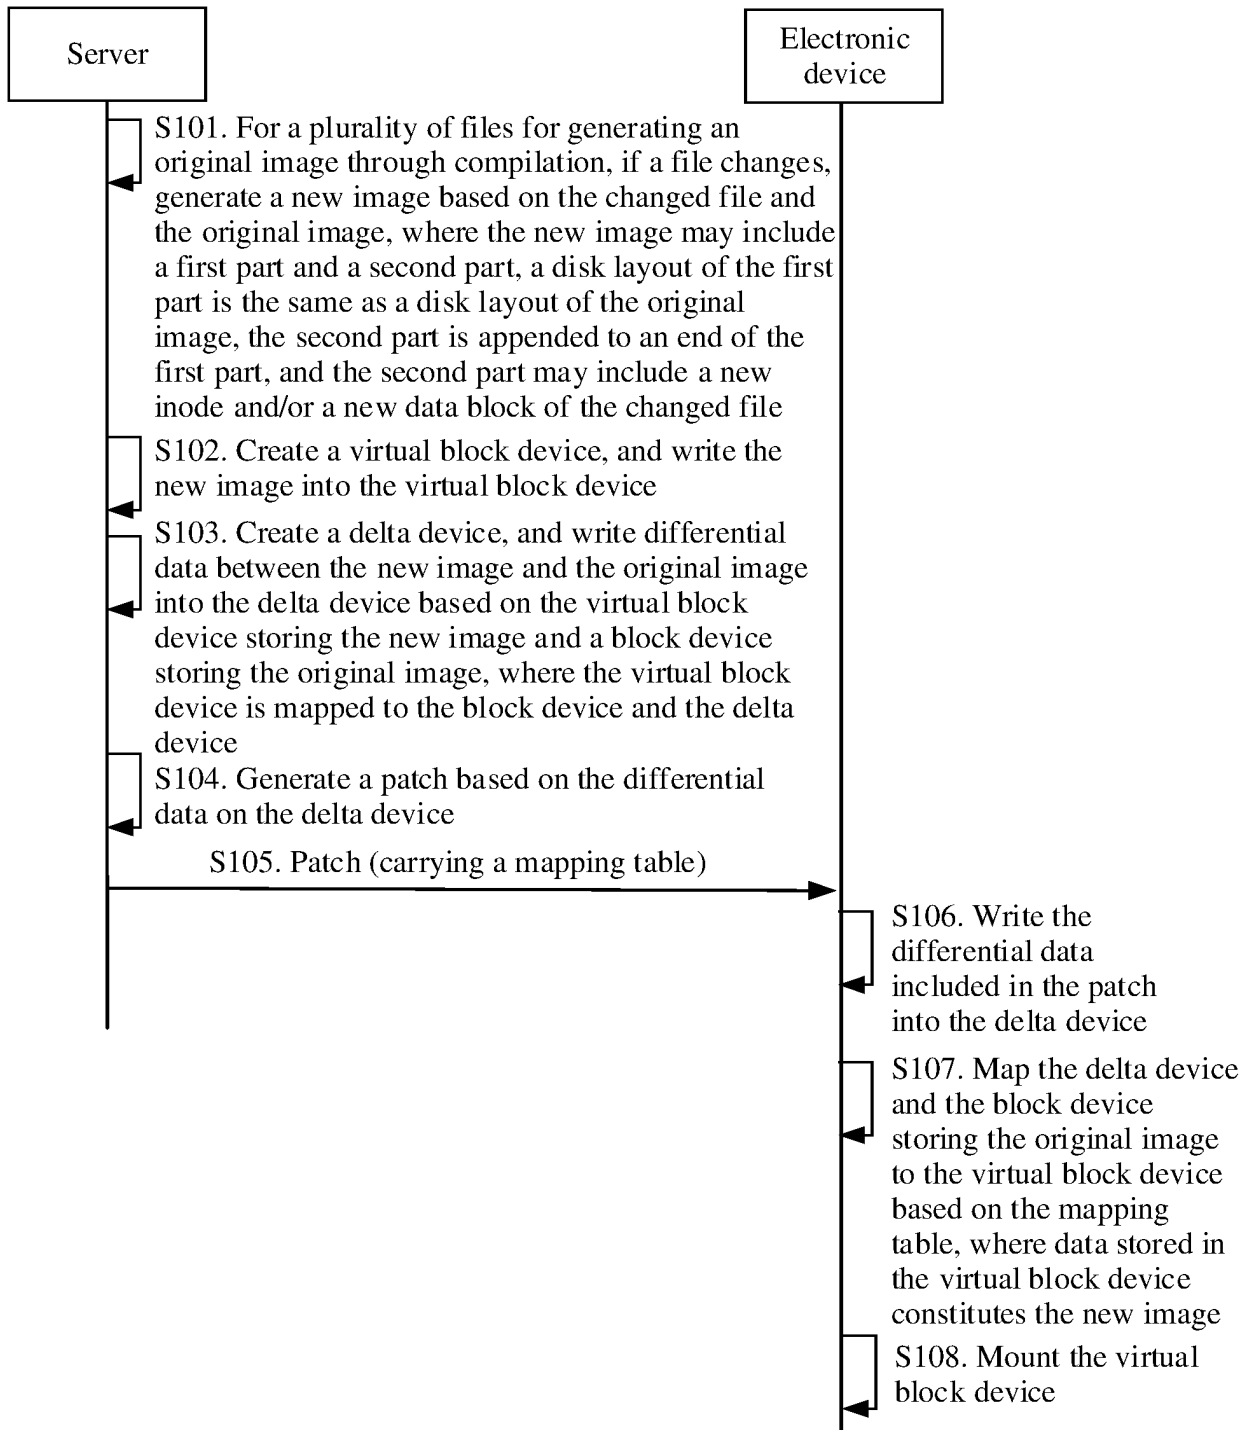 Server
Electronic
device
S101. For a plurality of files for generating an
original image through compilation, if a file changes,
generate a new image based on the changed file and
the original image, where the new image may include
a first part and a second part, a disk layout of the first
part is the same as a disk layout of the original
image, the second part is appended to an end of the
first part, and the second part may include a new
inode and/or a new data block of the changed file
S102. Create a virtual block device, and write the
new image into the virtual block device
S103. Create a delta device, and write differential
data between the new image and the original image
into the delta device based on the virtual block
device storing the new image and a block device
storing the original image, where the virtual block
device is mapped to the block device and the delta
device
S104. Generate a patch based on the differential
data on the delta device
S105. Patch (carrying a mapping table)
S106. Write the
differential data
included in the patch
into the delta device
S107. Map the delta device
and the block device
storing the original image
to the virtual block device
based on the mapping
table, where data stored in
the virtual block device
constitutes the new image
S108. Mount the virtual
block device